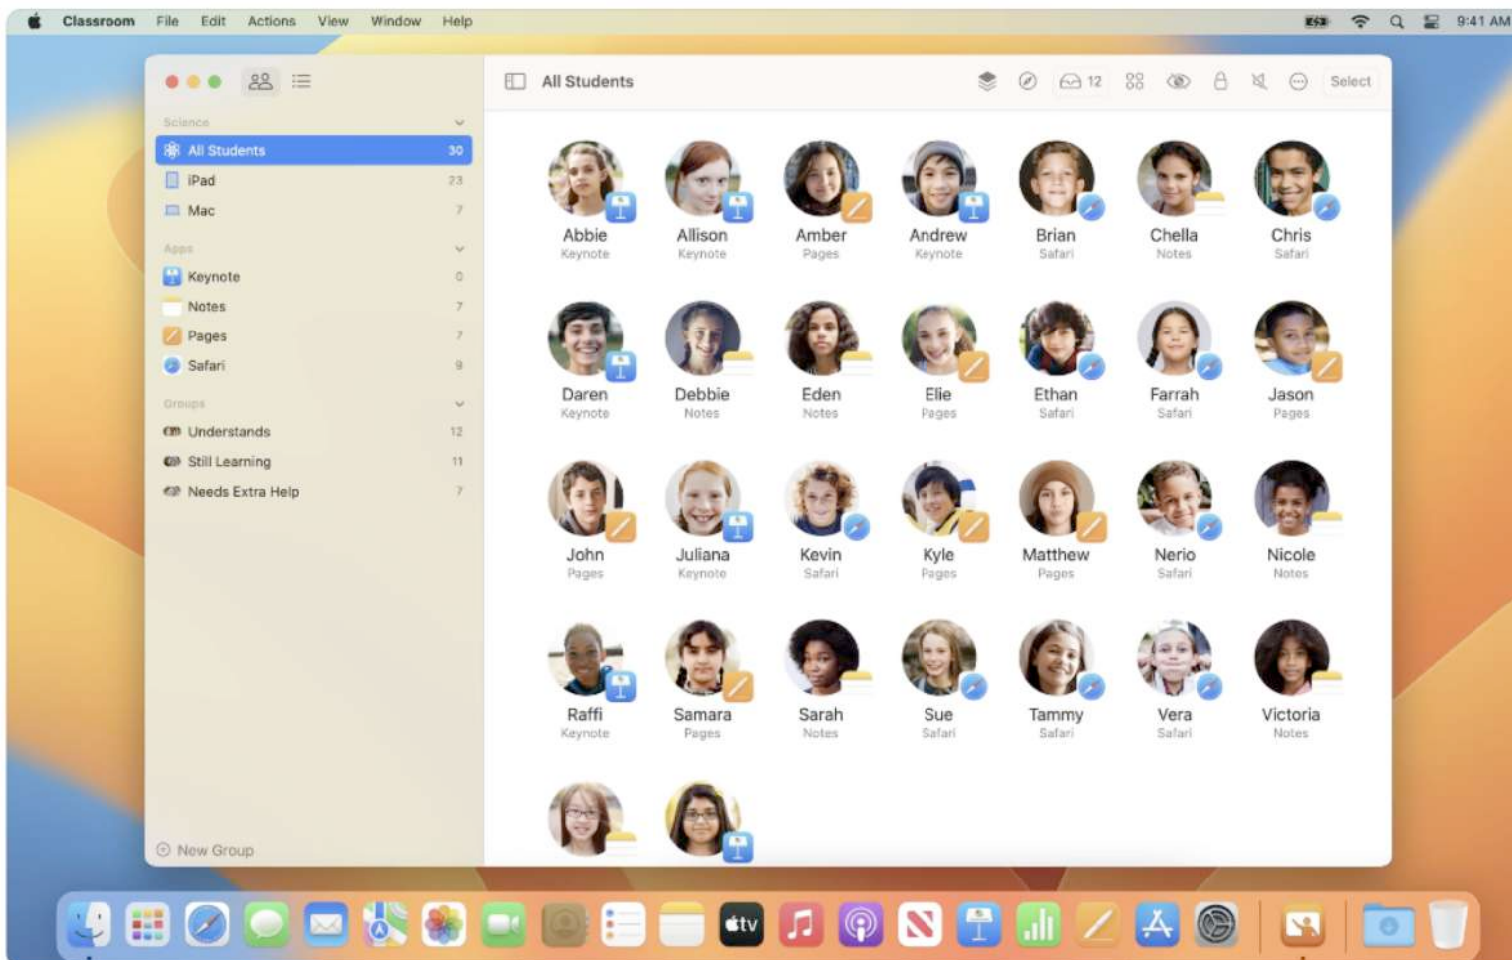 Classroom File Edit Actions View Window Help 9:41 AM
All Students 12 Select
Science
All Students 30
iPad 23
Mac 7
Apps
Keynote 0
Notes 7
Pages 7
Safari 9
Groups
Understands 12
Still Learning 11
Needs Extra Help 7
New Group
Abbie Allison Amber Andrew Brian Chella Chris
Keynote Keynote Pages Keynote Safari Notes Safari
Daren Debbie Eden Elie Ethan Farrah Jason
Keynote Notes Notes Pages Safari Safari Pages
John Juliana Kevin Kyle Matthew Nerio Nicole
Pages Keynote Safari Pages Pages Safari Notes
Raffi Samara Sarah Sue Tammy Vera Victoria
Keynote Pages Notes Safari Safari Safari Notes
tv